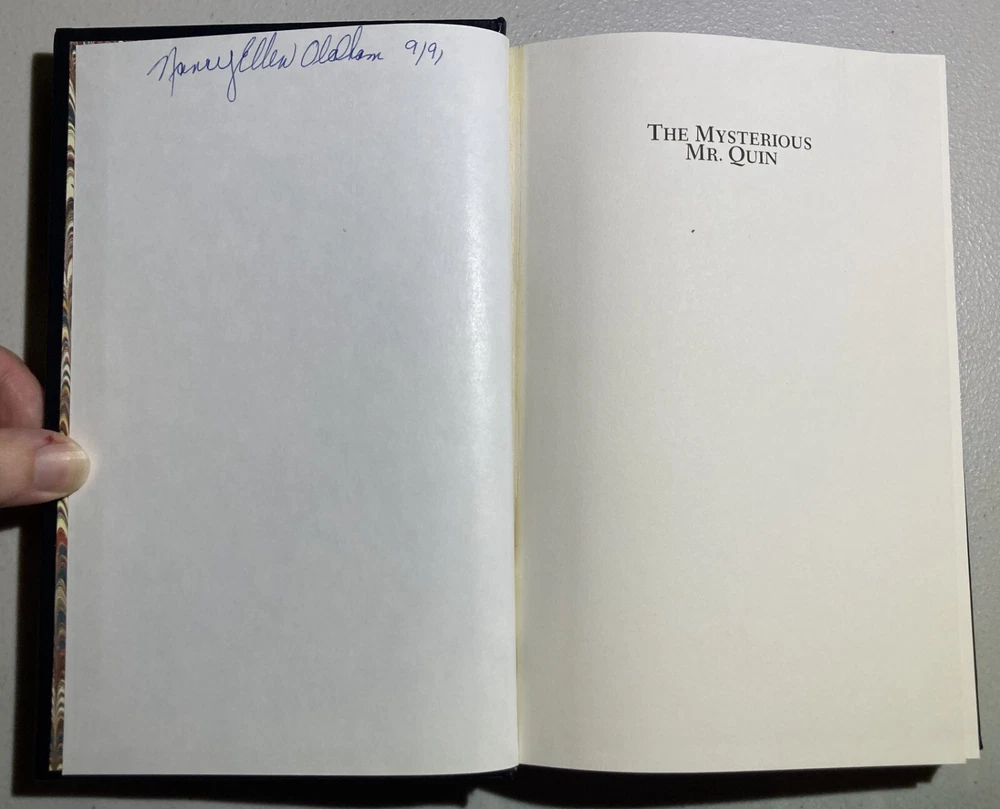 Nancy Ellen Oldham 9/91
THE MYSTERIOUS
MR. QUIN